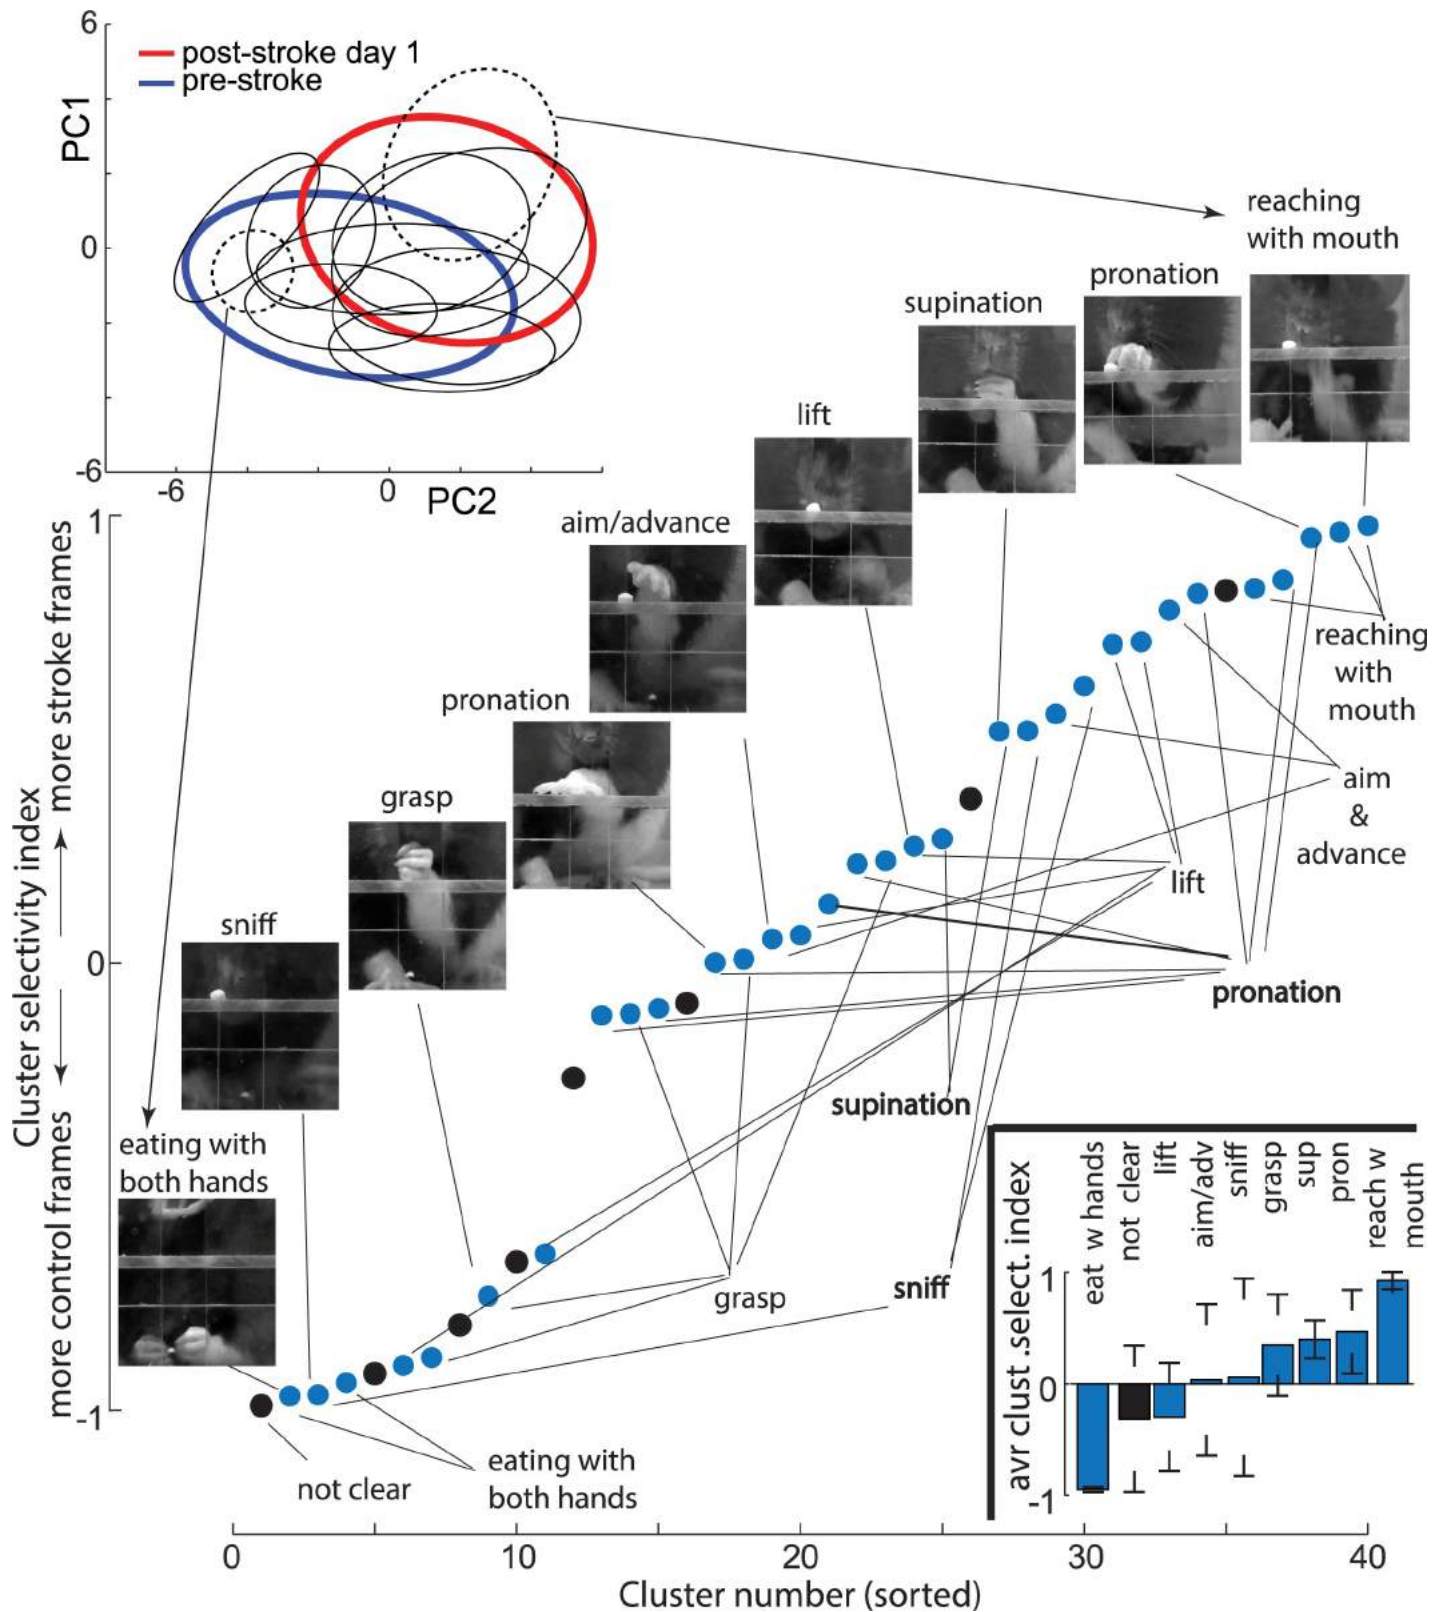 6
post-stroke day 1
pre-stroke
PC1
0
-6
-6
0
PC2
reaching
with mouth
pronation
supination
lift
aim/advance
pronation
grasp
sniff
eating with
both hands
1
0
-1
Cluster selectivity index
more control frames
more stroke frames
reaching
with
mouth
aim
&
advance
lift
pronation
supination
sniff
grasp
eating with
both hands
not clear
eat w hands
not clear
lift
aim/adv
sniff
grasp
sup
pron
reach w
mouth
avr clust .select. index
1
0
-1
0
10
20
30
40
Cluster number (sorted)